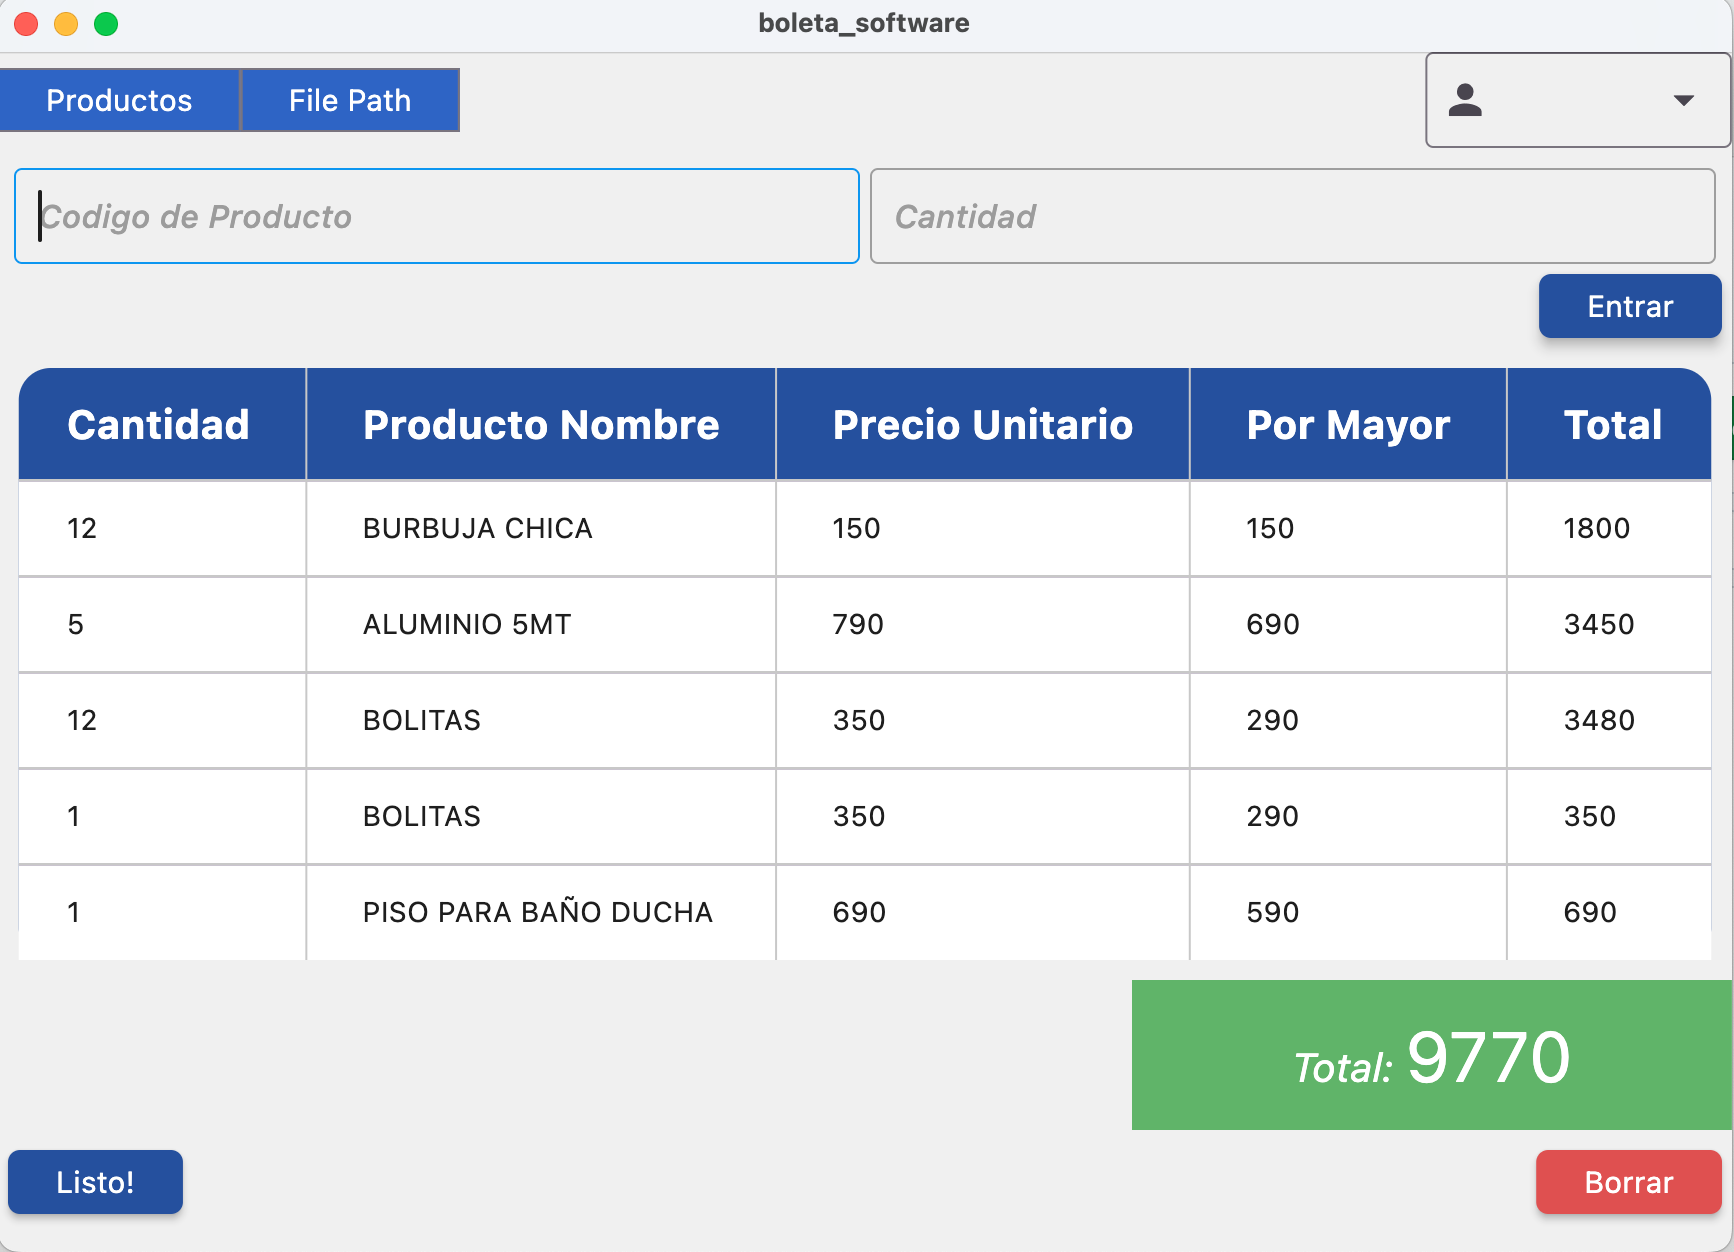 boleta_software
Productos File Path
Codigo de Producto Cantidad
Entrar
Cantidad Producto Nombre Precio Unitario Por Mayor Total
12 BURBUJA CHICA 150 150 1800
5 ALUMINIO 5MT 790 690 3450
12 BOLITAS 350 290 3480
1 BOLITAS 350 290 350
1 PISO PARA BAÑO DUCHA 690 590 690
Total: 9770
Listo! Borrar